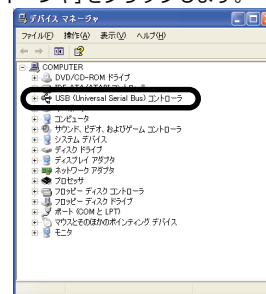 ーン」をクリックします。
デバイス マネージャ
ファイル(F) 操作(A) 表示(V) ヘルプ(H)
COMPUTER
DVD/CD-ROM ドライブ
IDE ATA/ATAPI コントローラ
USB (Universal Serial Bus) コントローラ
コンピュータ
サウンド、ビデオ、およびゲーム コントローラ
システム デバイス
ディスク ドライブ
ディスプレイ アダプタ
ネットワーク アダプタ
プロセッサ
フロッピー ディスク コントローラ
フロッピー ディスク ドライブ
ポート (COM と LPT)
マウスとそのほかのポインティング デバイス
モニタ